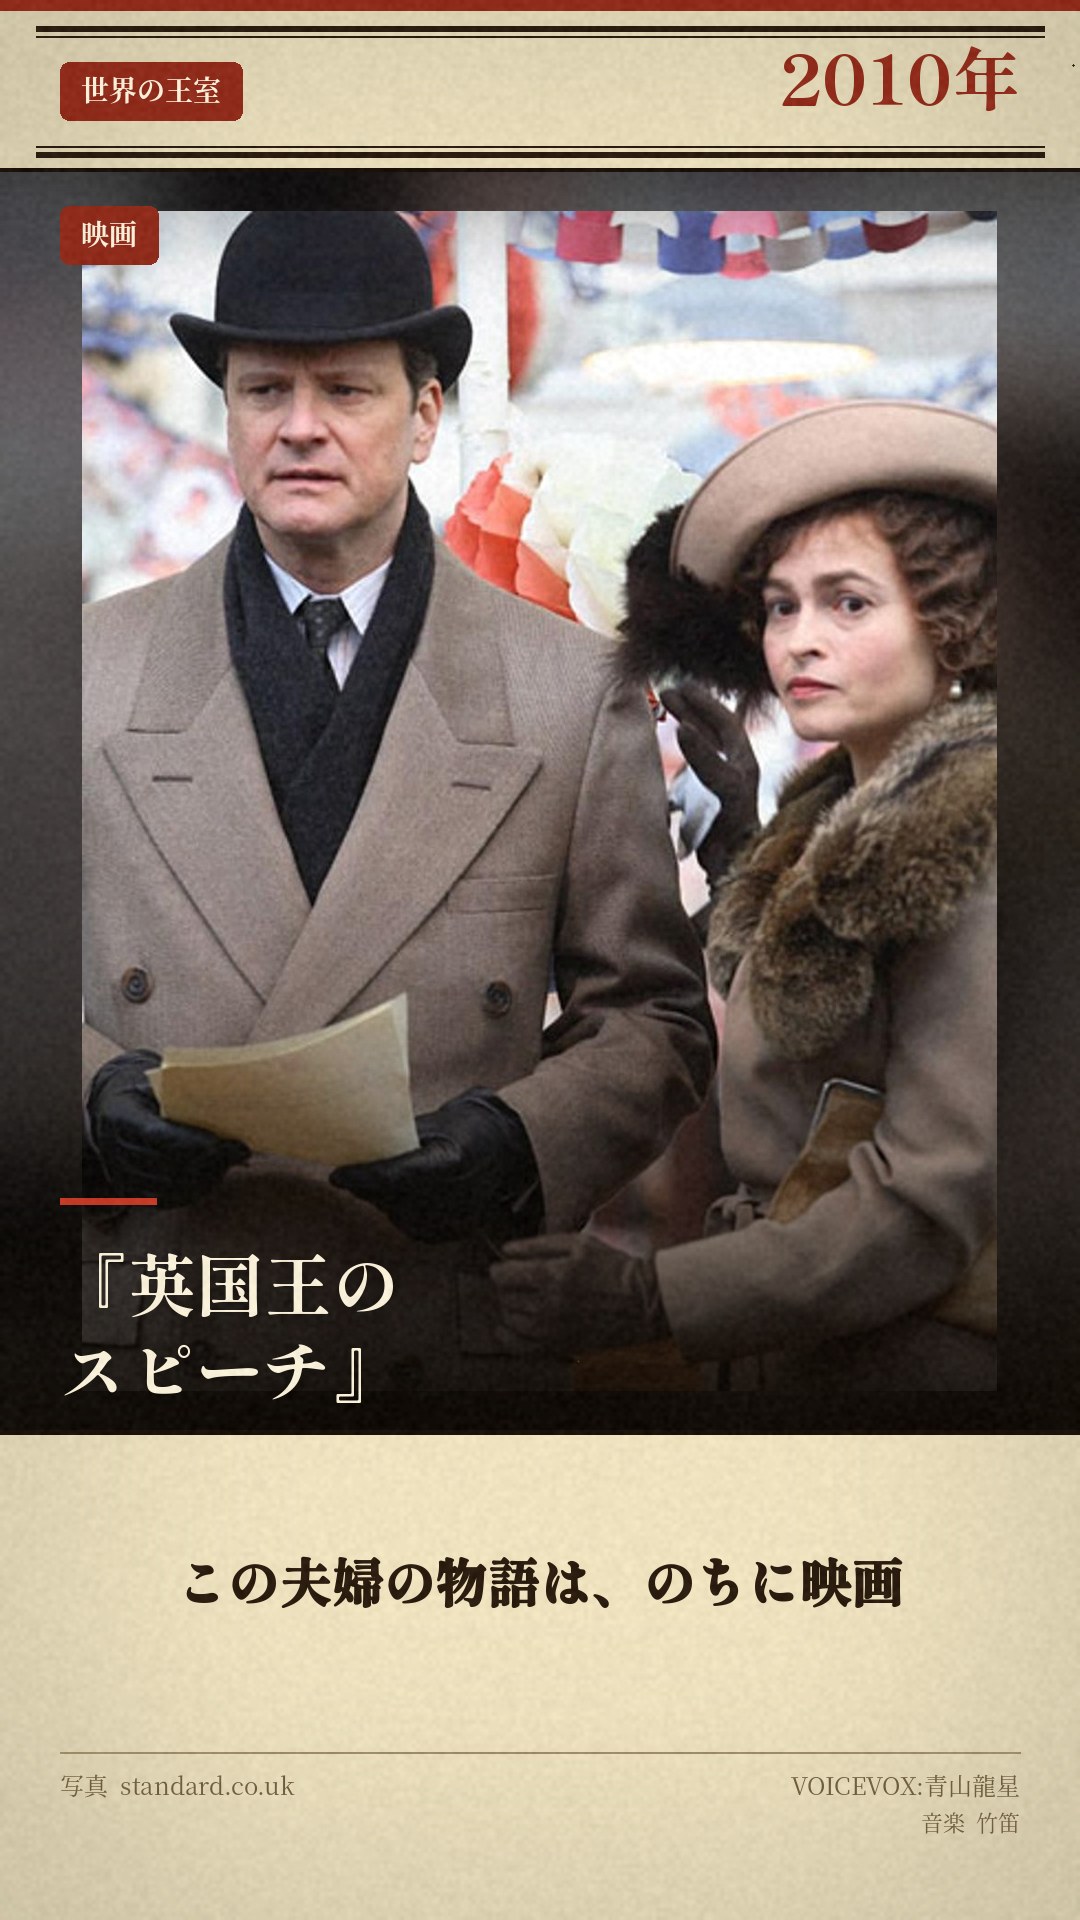 世界の王室
2010年
映画
『英国王の
スピーチ』
この夫婦の物語は、のちに映画
写真 standard.co.uk
VOICEVOX:青山龍星
音楽 竹笛